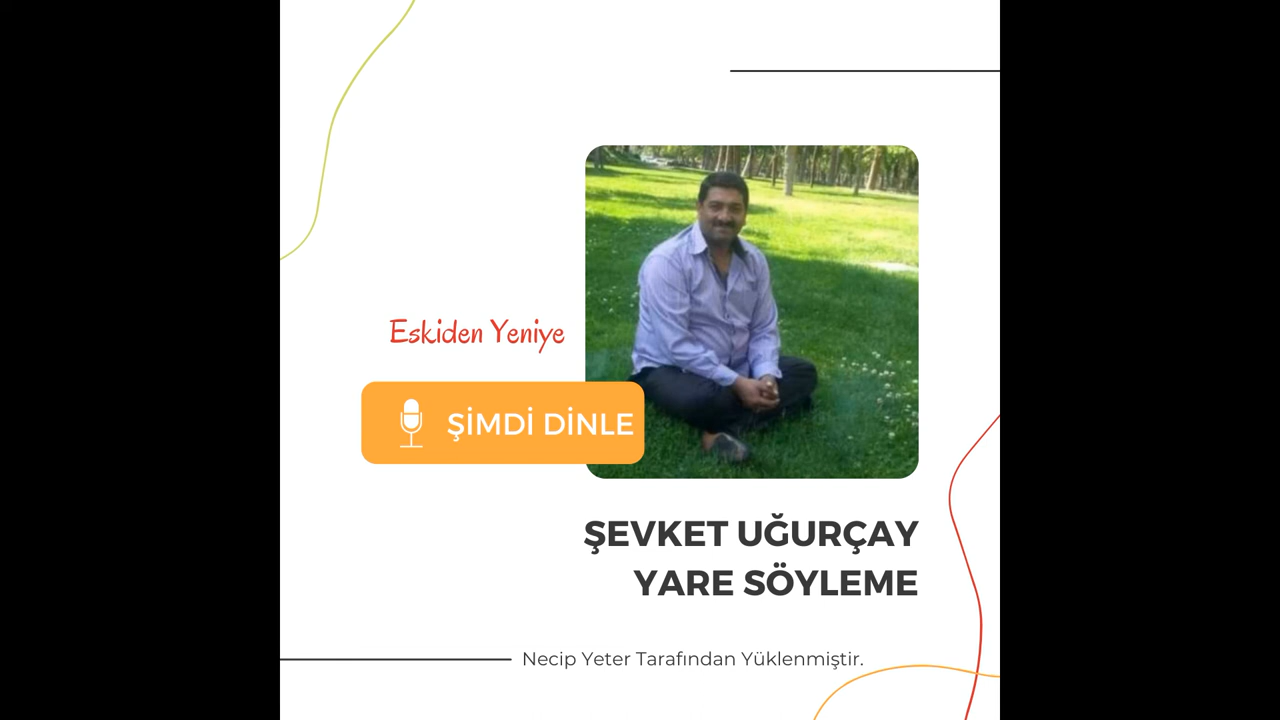 Eskiden Yeniye
ŞİMDİ DİNLE
ŞEVKET UĞURÇAY
YARE SÖYLEME
Necip Yeter Tarafından Yüklenmiştir.